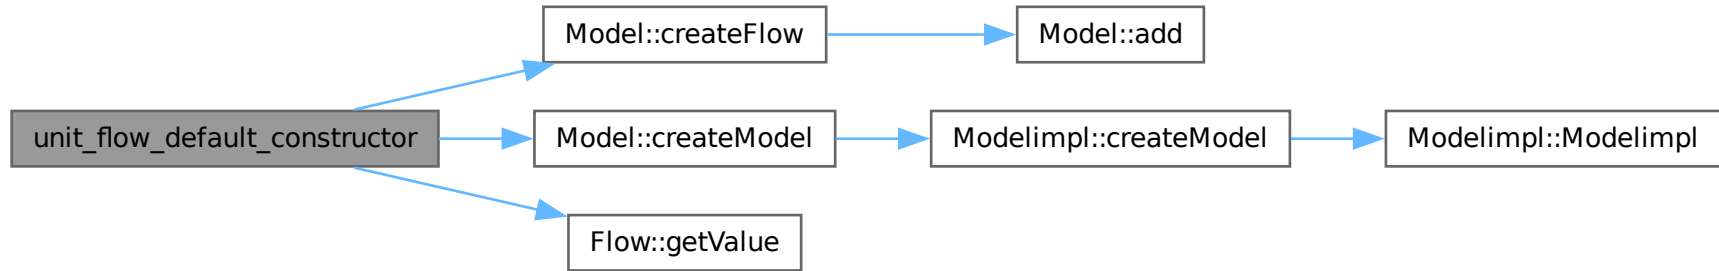 Model::createFlow
Model::add
unit_flow_default_constructor
Model::createModel
Modelimpl::createModel
Modelimpl::Modelimpl
Flow::getValue